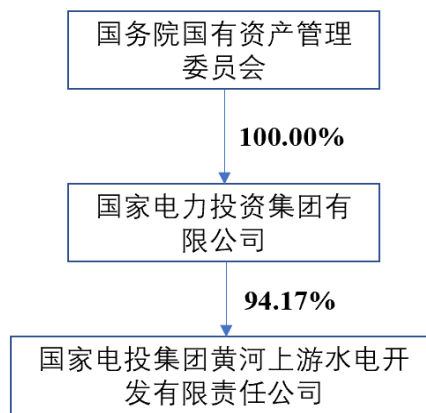 国务院国有资产管理
委员会
100.00%
国家电力投资集团有
限公司
94.17%
国家电投集团黄河上游水电开
发有限责任公司